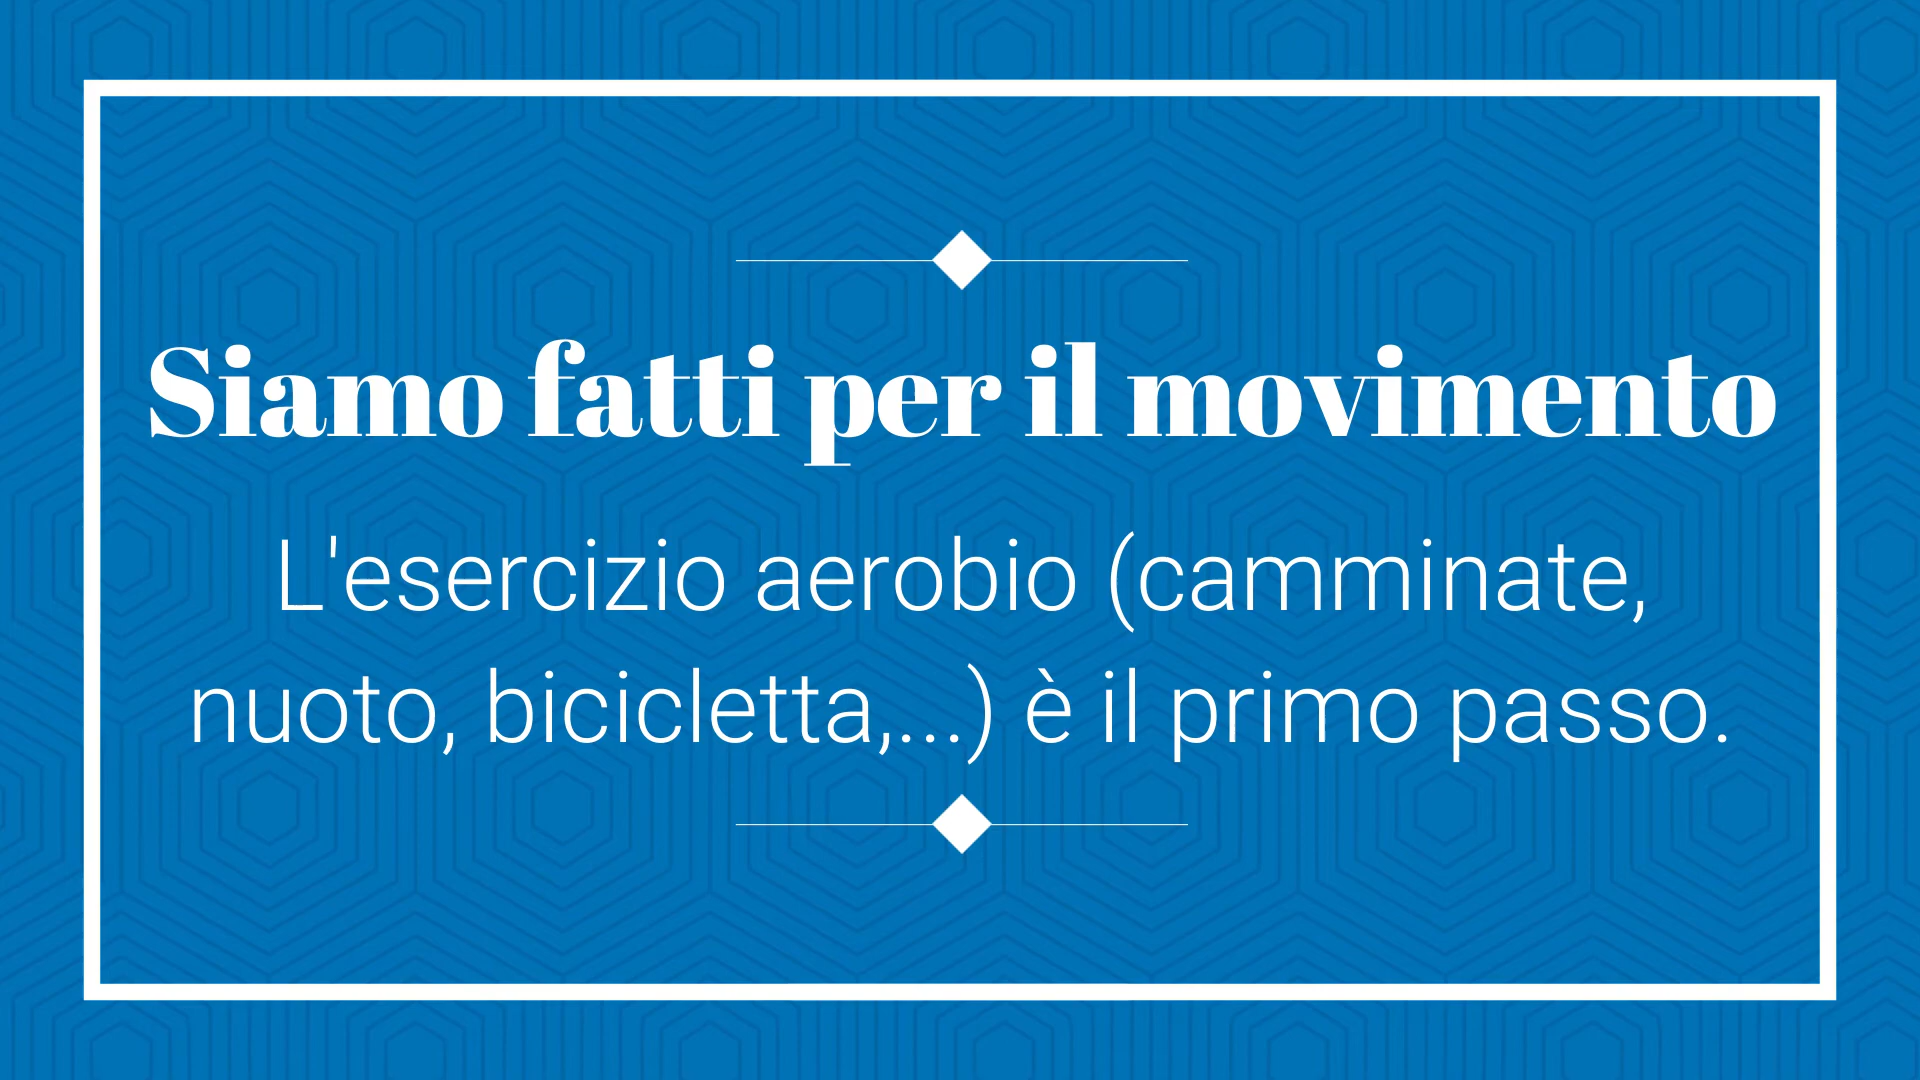 Siamo fatti per il movimento
L'esercizio aerobio (camminate,
nuoto, bicicletta,...) è il primo passo.